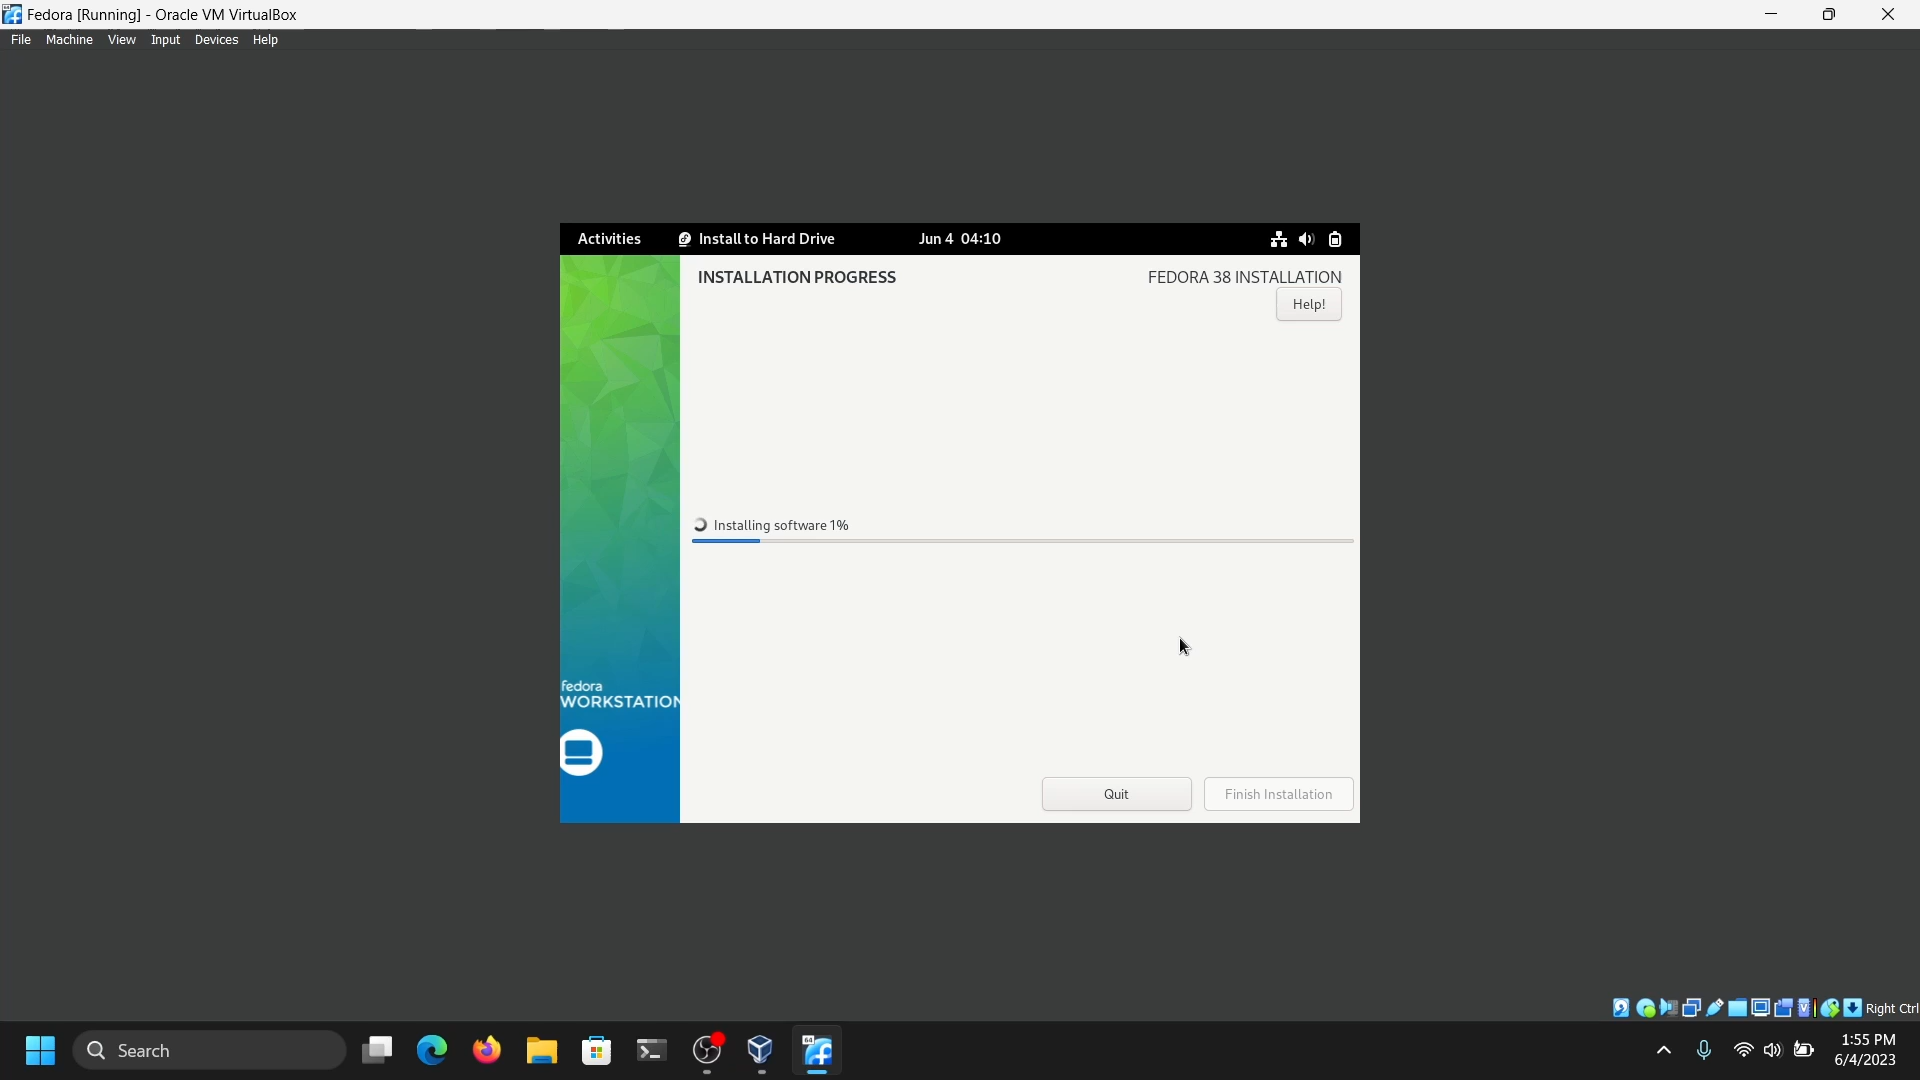 Fedora [Running] - Oracle VM VirtualBox
File Machine View Input Devices Help
Activities Install to Hard Drive Jun 4 04:10
INSTALLATION PROGRESS FEDORA 38 INSTALLATION
Help!
Installing software 1%
fedora
WORKSTATION
Quit Finish Installation
Right Ctrl
Search
1:55 PM
6/4/2023